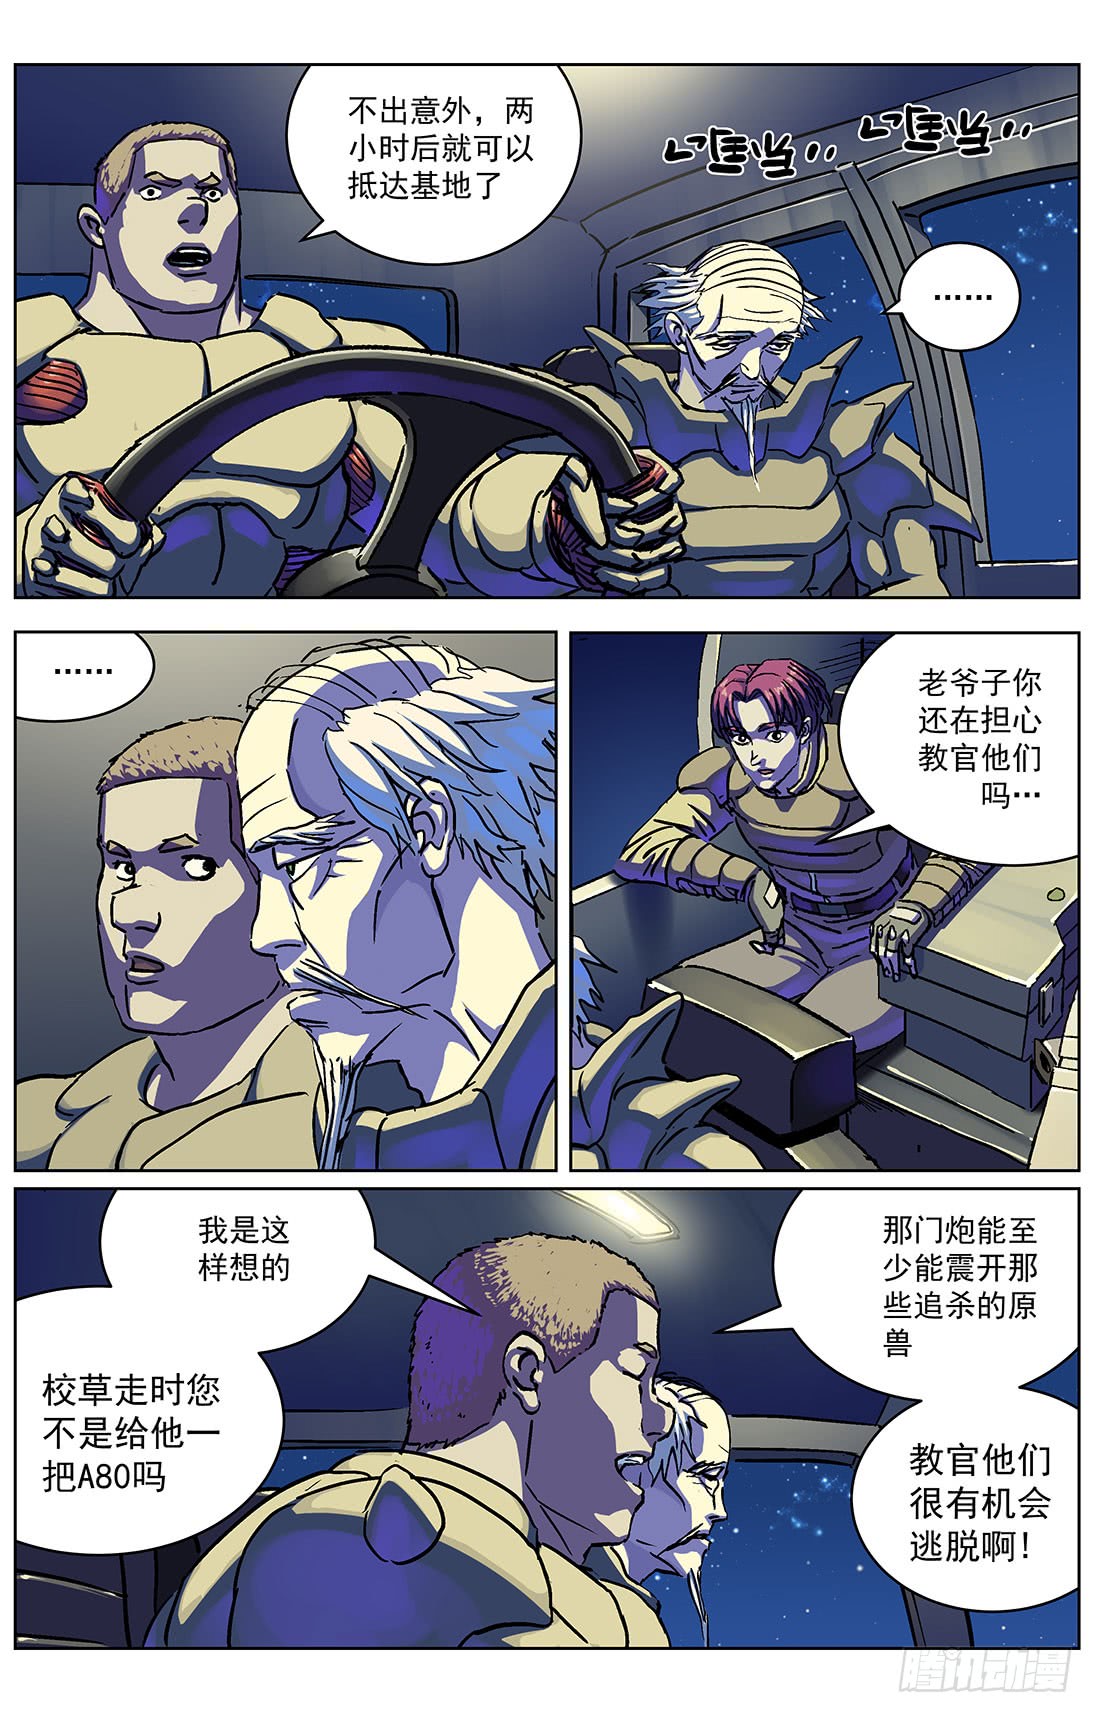 不出意外，两
小时后就可以
抵达基地了
哐当‥
哐当‥
……
……
老爷子你
还在担心
教官他们
吗…
我是这
样想的
校草走时您
不是给他一
把A80吗
那门炮能至
少能震开那
些追杀的原
兽
教官他们
很有机会
逃脱啊!
腾讯动漫